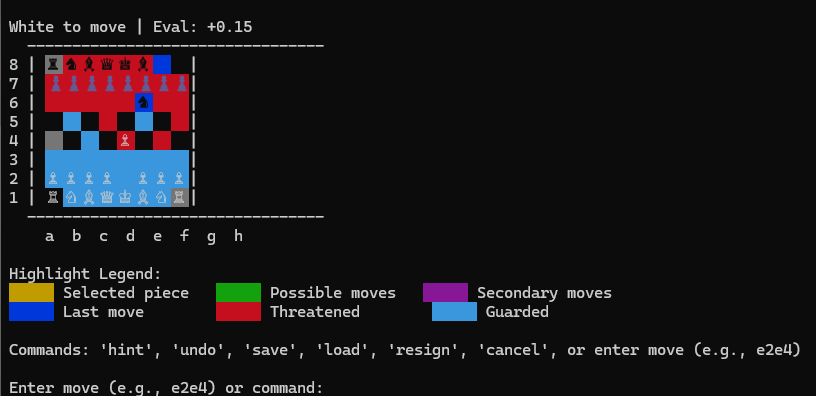 White to move | Eval: +0.15
--------------------------------
8 | ♜♞♝♛♚♝ |
7 | ♟♟♟♟♟♟♟♟|
6 | ♞ |
5 | |
4 | ♙ |
3 | |
2 | ♙♙♙♙ ♙♙♙|
1 | ♖♘♗♕♔♗♘♖|
--------------------------------
a b c d e f g h
Highlight Legend:
Selected piece Possible moves Secondary moves
Last move Threatened Guarded
Commands: 'hint', 'undo', 'save', 'load', 'resign', 'cancel', or enter move (e.g., e2e4)
Enter move (e.g., e2e4) or command: